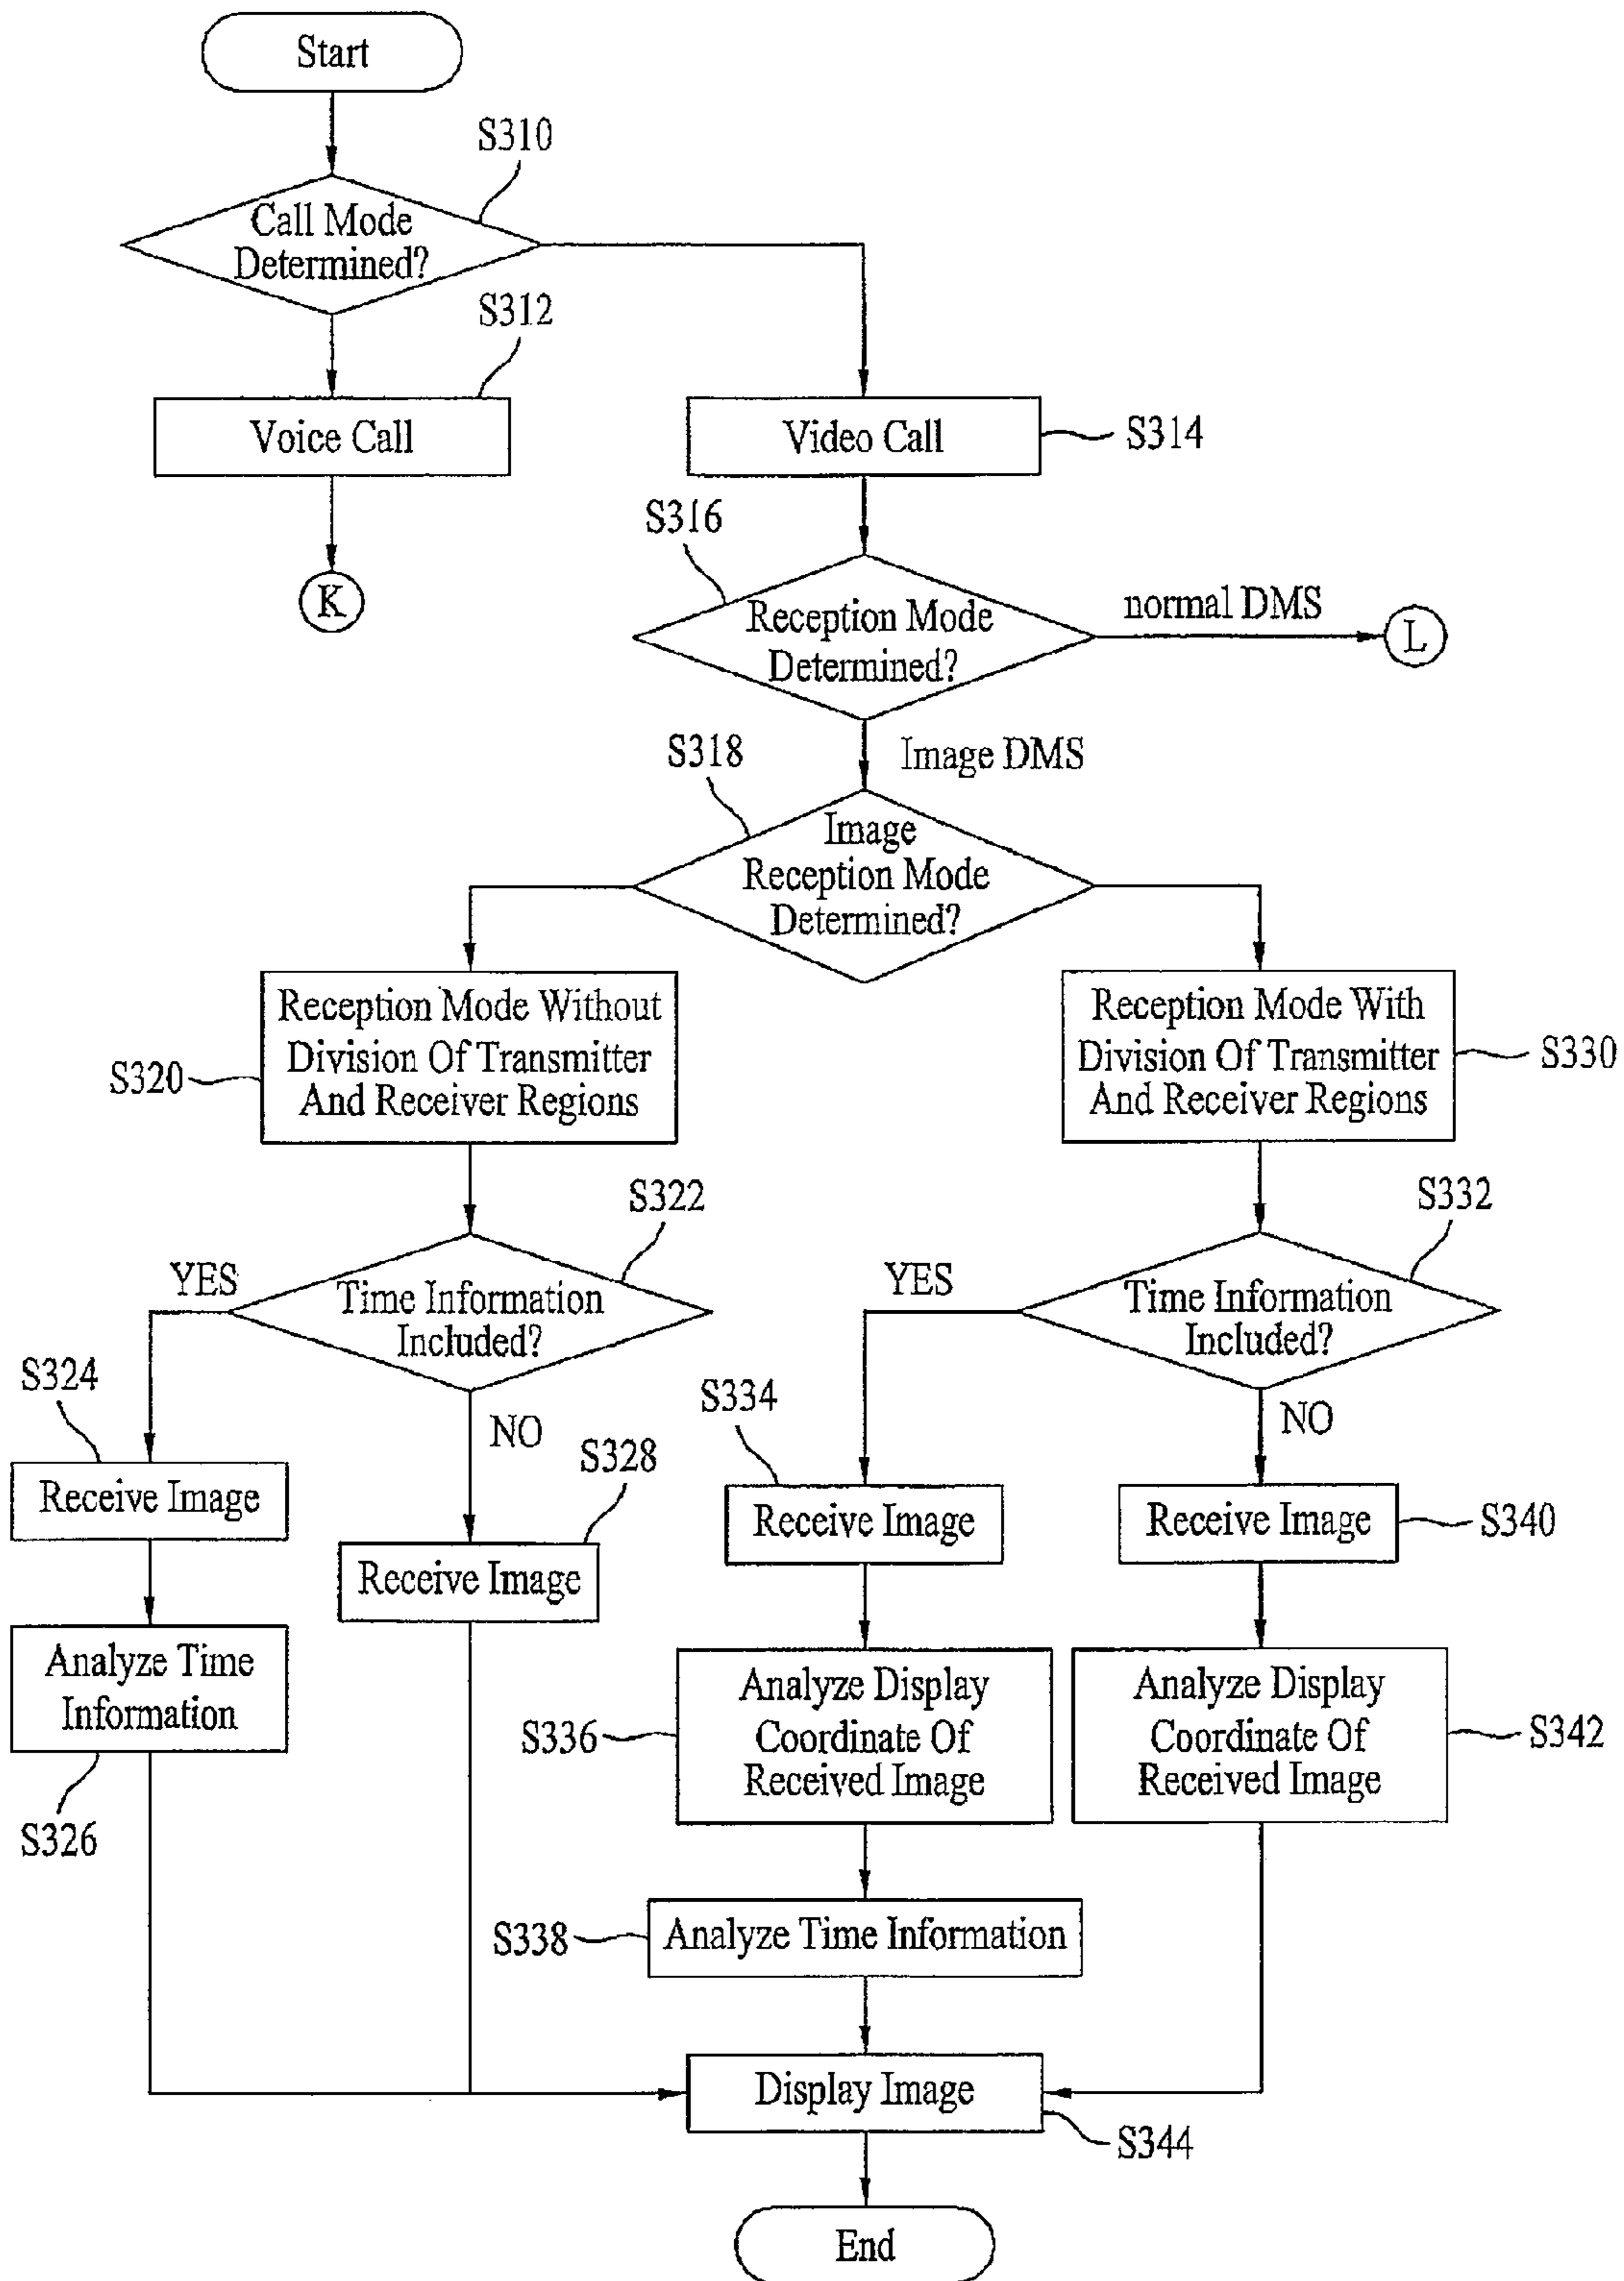 Start
S310
Call Mode
Determined?
S312
Voice Call
Video Call
S314
K
S316
Reception Mode
Determined?
normal DMS
L
Image DMS
S318
Image
Reception Mode
Determined?
Reception Mode Without
Division Of Transmitter
And Receiver Regions
S320
Reception Mode With
Division Of Transmitter
And Receiver Regions
S330
S322
YES
Time Information
Included?
S332
YES
Time Information
Included?
S324
NO
S328
S334
NO
Receive Image
Receive Image
Receive Image
Receive Image
S340
Analyze Time
Information
S326
Analyze Display
Coordinate Of
Received Image
S336
Analyze Display
Coordinate Of
Received Image
S342
S338
Analyze Time Information
Display Image
S344
End